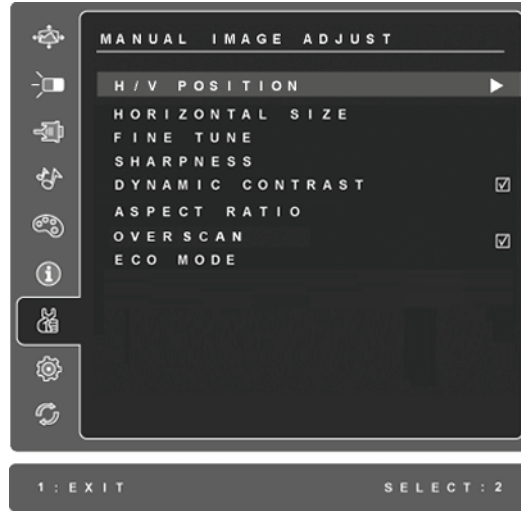 MANUAL IMAGE ADJUST
H/V POSITION
HORIZONTAL SIZE
FINE TUNE
SHARPNESS
DYNAMIC CONTRAST
ASPECT RATIO
OVERSCAN
ECO MODE
1:EXIT SELECT:2